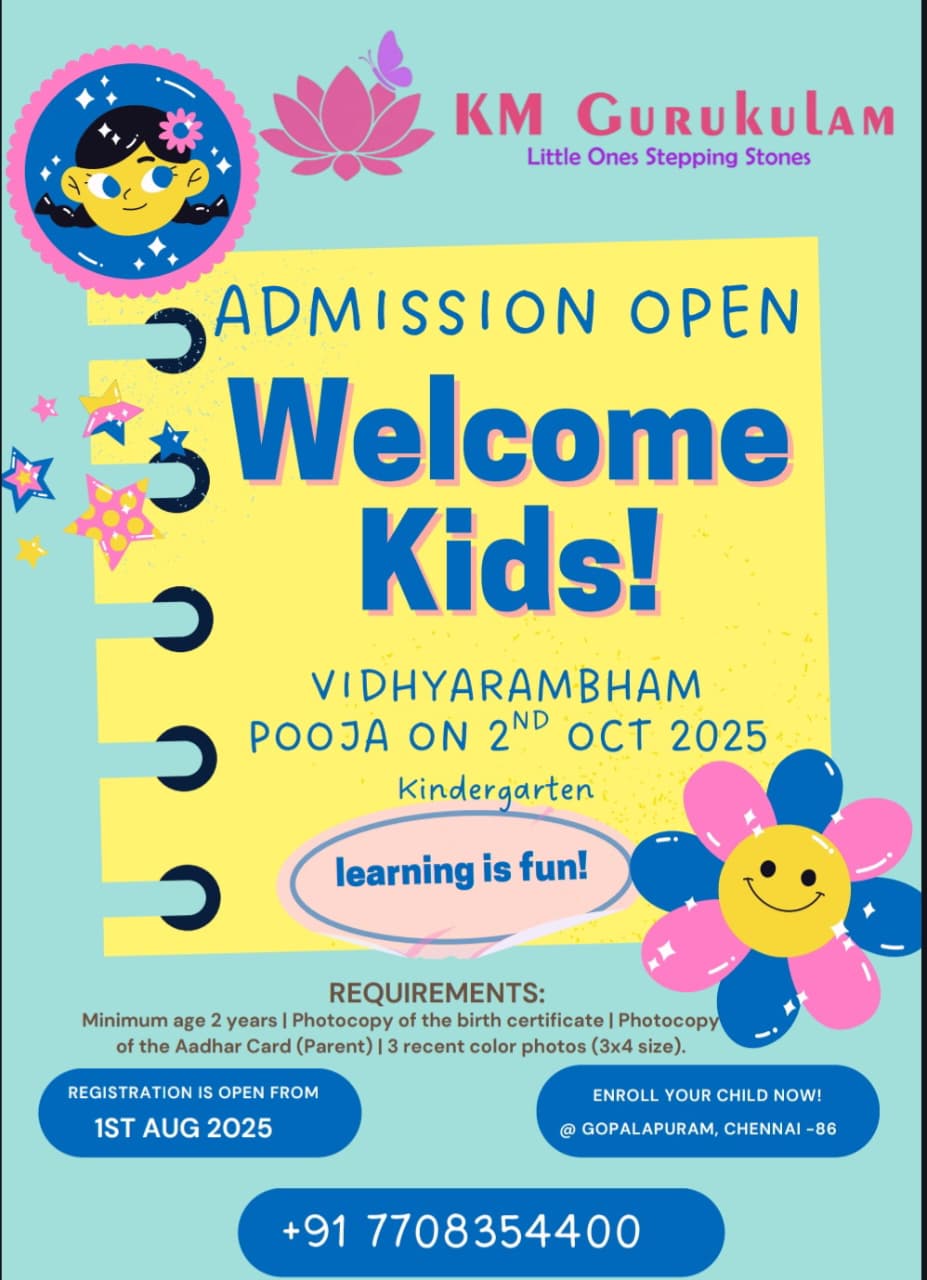 KM Gurukulam
Little Ones Stepping Stones
ADMISSION OPEN
Welcome
Kids!
VIDHYARAMBHAM
POOJA ON 2ND OCT 2025
Kindergarten
learning is fun!
REQUIREMENTS:
Minimum age 2 years | Photocopy of the birth certificate | Photocopy
of the Aadhar Card (Parent) | 3 recent color photos (3x4 size).
REGISTRATION IS OPEN FROM
1ST AUG 2025
ENROLL YOUR CHILD NOW!
@ GOPALAPURAM, CHENNAI -86
+91 7708354400